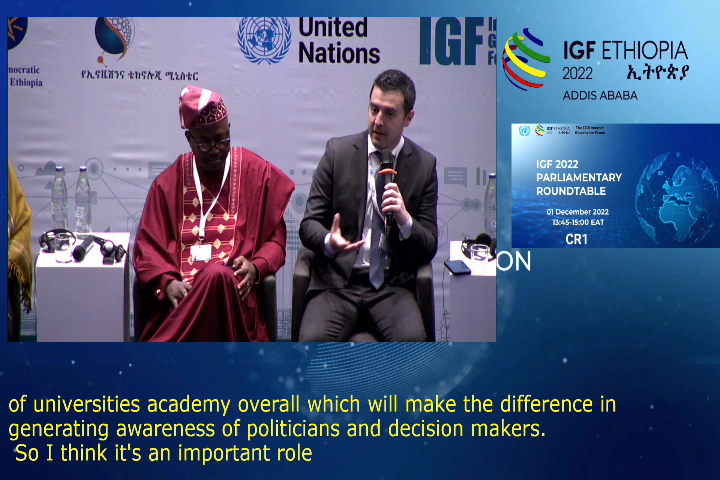 mocratic
Ethiopia
የኢኖቬሽንና ቴክኖሎጂ ሚኒስቴር
United
Nations
IGF
IGF ETHIOPIA
2022 ኢትዮጵያ
ADDIS ABABA
IGF 2022
PARLIAMENTARY
ROUNDTABLE
01 December 2022
13:45-15:00 EAT
CR1
ON
of universities academy overall which will make the difference in
generating awareness of politicians and decision makers.
So I think it's an important role